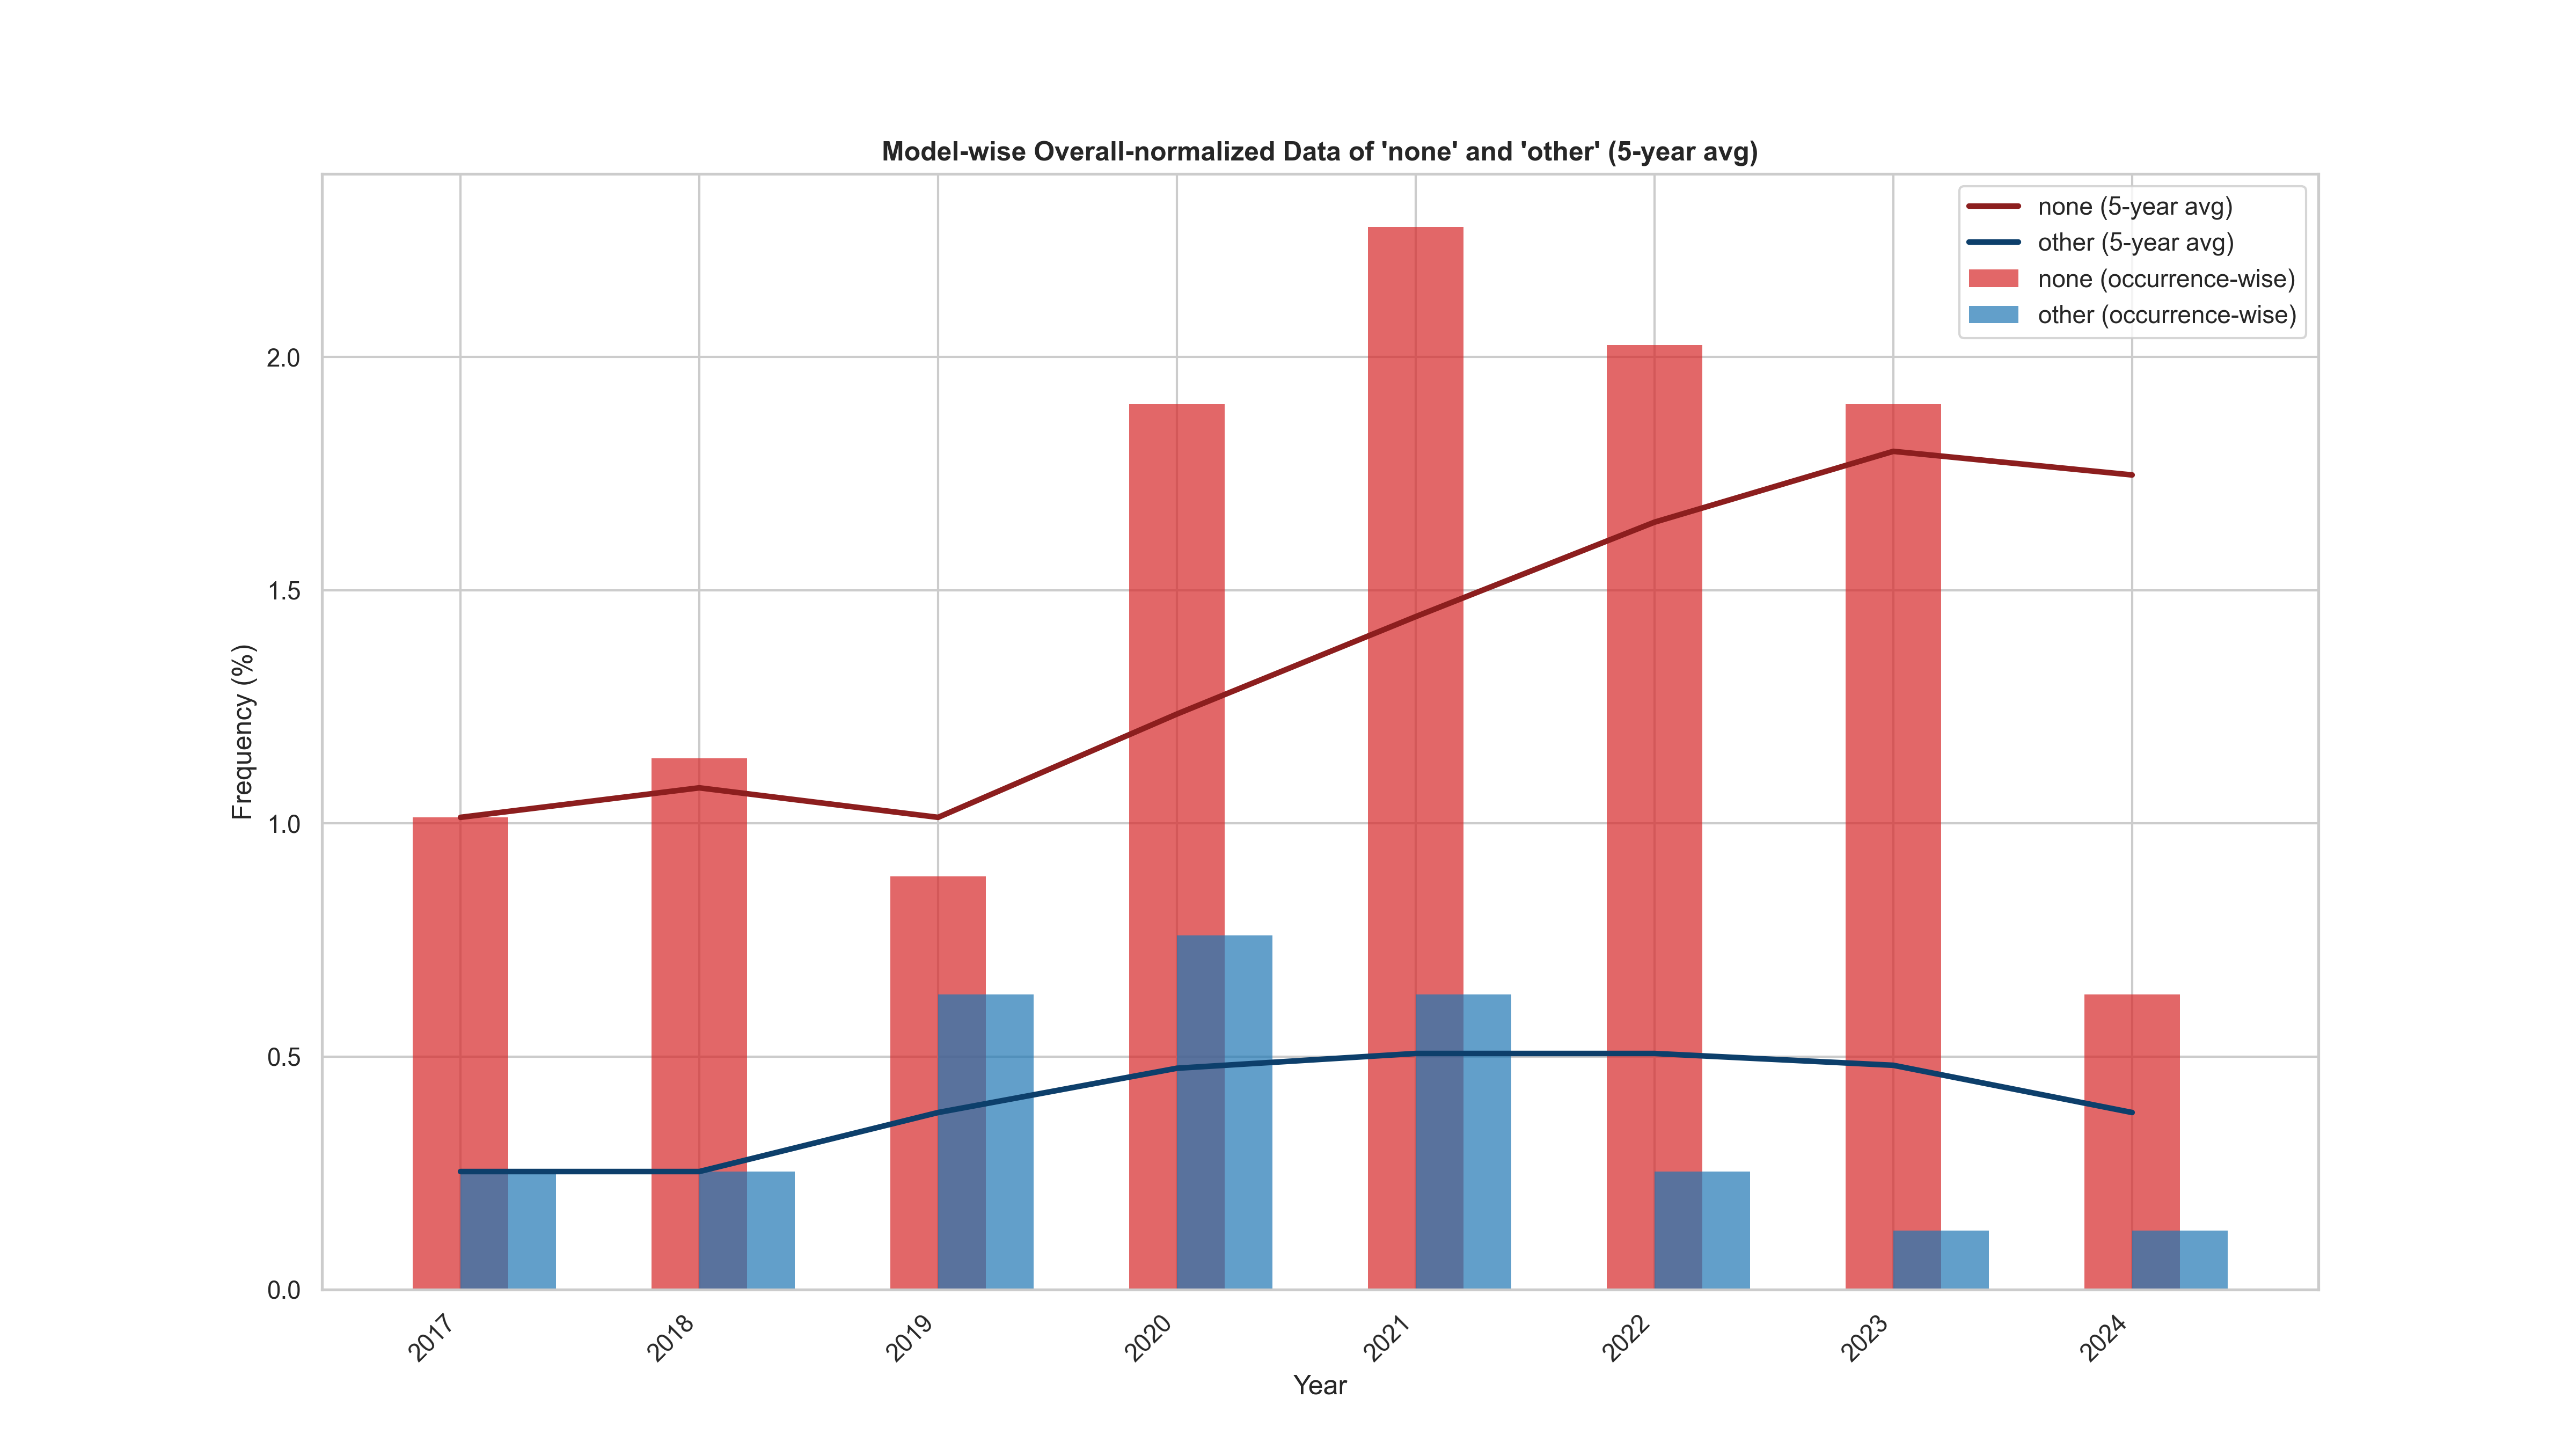 Model-wise Overall-normalized Data of 'none' and 'other' (5-year avg)
none (5-year avg)
other (5-year avg)
none (occurrence-wise)
other (occurrence-wise)
Frequency (%)
2.0
1.5
1.0
0.5
0.0
2017
2018
2019
2020
2021
2022
2023
2024
Year